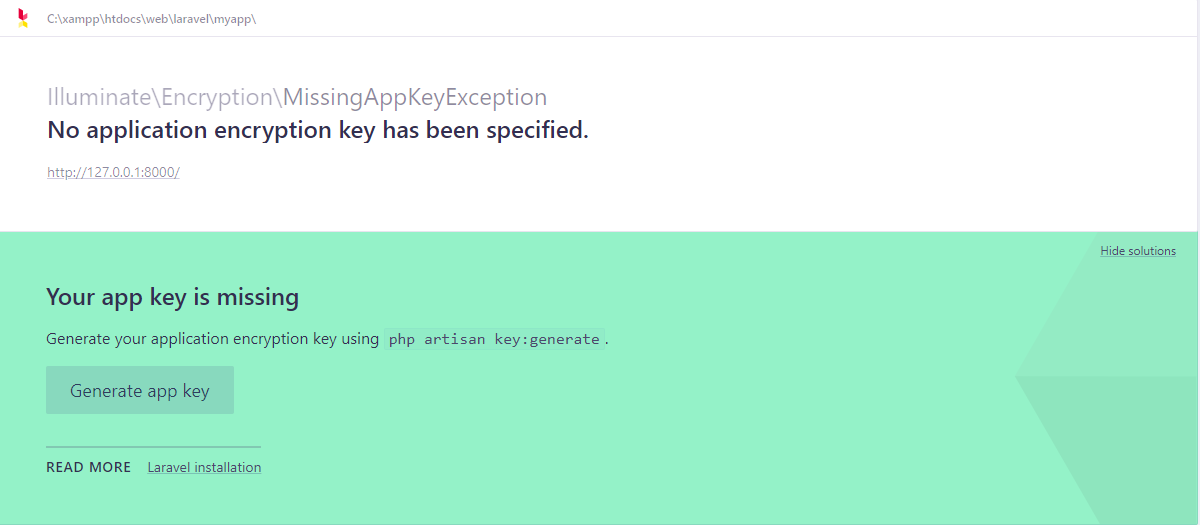 C:\xampp\htdocs\web\laravel\myapp\
Illuminate\Encryption\MissingAppKeyException
No application encryption key has been specified.
http://127.0.0.1:8000/
Hide solutions
Your app key is missing
Generate your application encryption key using php artisan key:generate.
Generate app key
READ MORE Laravel installation